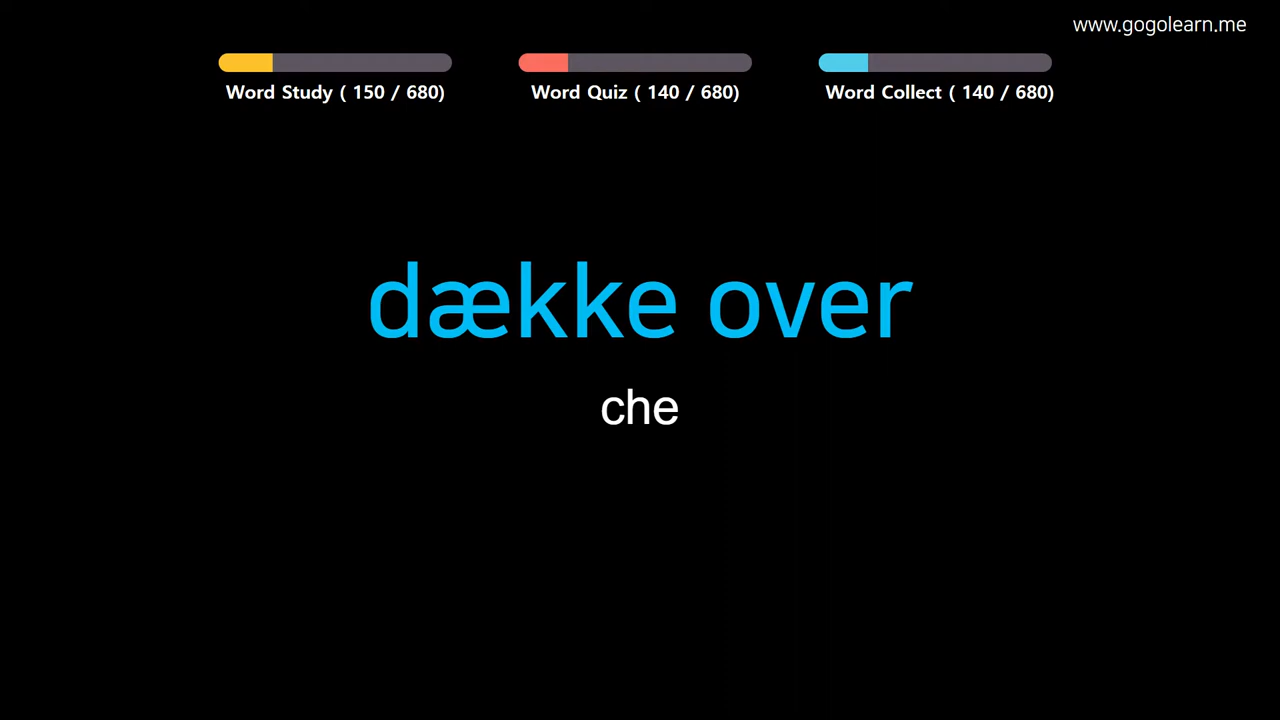 www.gogolearn.me
Word Study ( 150 / 680)
Word Quiz ( 140 / 680)
Word Collect ( 140 / 680)
dække over
che